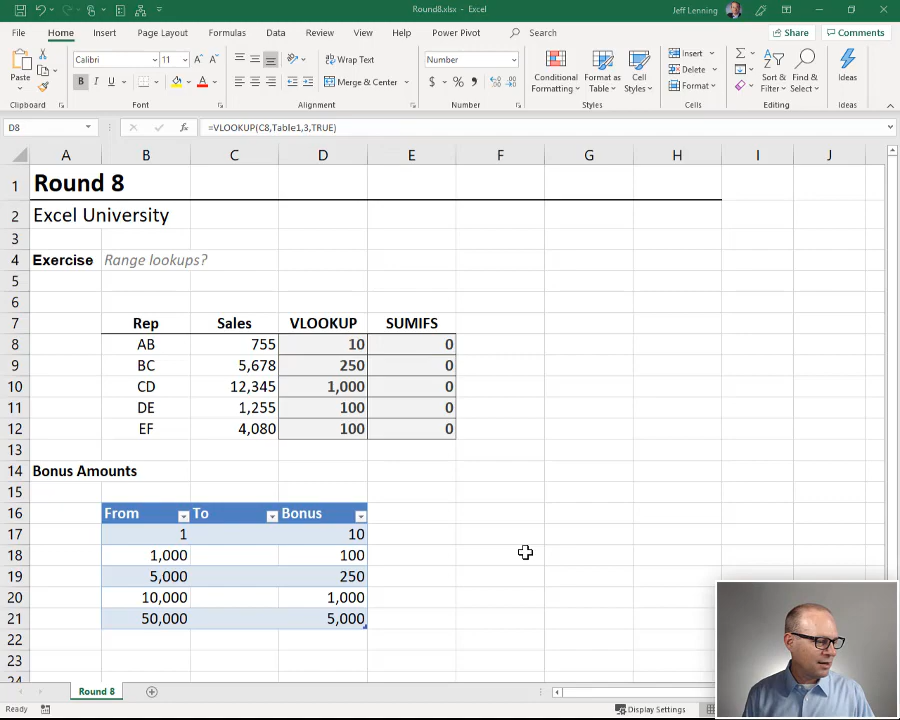 Round8.xlsx - Excel
Jeff Lenning
File Home Insert Page Layout Formulas Data Review View Help Power Pivot Search Share Comments
Calibri 11 Wrap Text Number Insert
Paste B I U Merge & Center $ % Conditional Formatting Format as Table Cell Styles Delete Format Sort & Filter Find & Select Ideas
Clipboard Font Alignment Number Styles Cells Editing Ideas
D8 fx =VLOOKUP(C8,Table1,3,TRUE)
A B C D E F G H I J
1 Round 8
2 Excel University
3
4 Exercise Range lookups?
5
6
7 Rep Sales VLOOKUP SUMIFS
8 AB 755 10 0
9 BC 5,678 250 0
10 CD 12,345 1,000 0
11 DE 1,255 100 0
12 EF 4,080 100 0
13
14 Bonus Amounts
15
16 From To Bonus
17 1 10
18 1,000 100
19 5,000 250
20 10,000 1,000
21 50,000 5,000
22
23
24
Round 8
Ready Display Settings